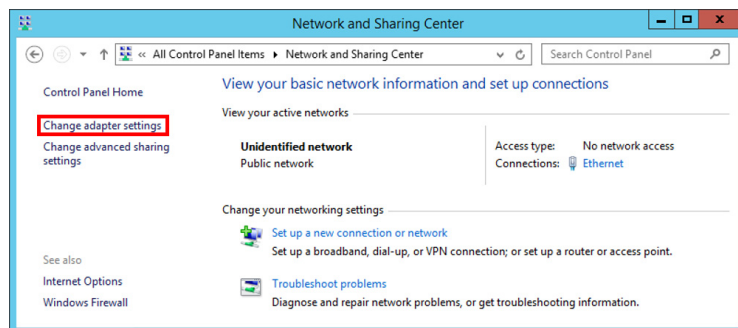 Network and Sharing Center
« All Control Panel Items Network and Sharing Center
Search Control Panel
Control Panel Home
Change adapter settings
Change advanced sharing
settings
See also
Internet Options
Windows Firewall
View your basic network information and set up connections
View your active networks
Unidentified network
Public network
Access type: No network access
Connections: Ethernet
Change your networking settings
Set up a new connection or network
Set up a broadband, dial-up, or VPN connection; or set up a router or access point.
Troubleshoot problems
Diagnose and repair network problems, or get troubleshooting information.